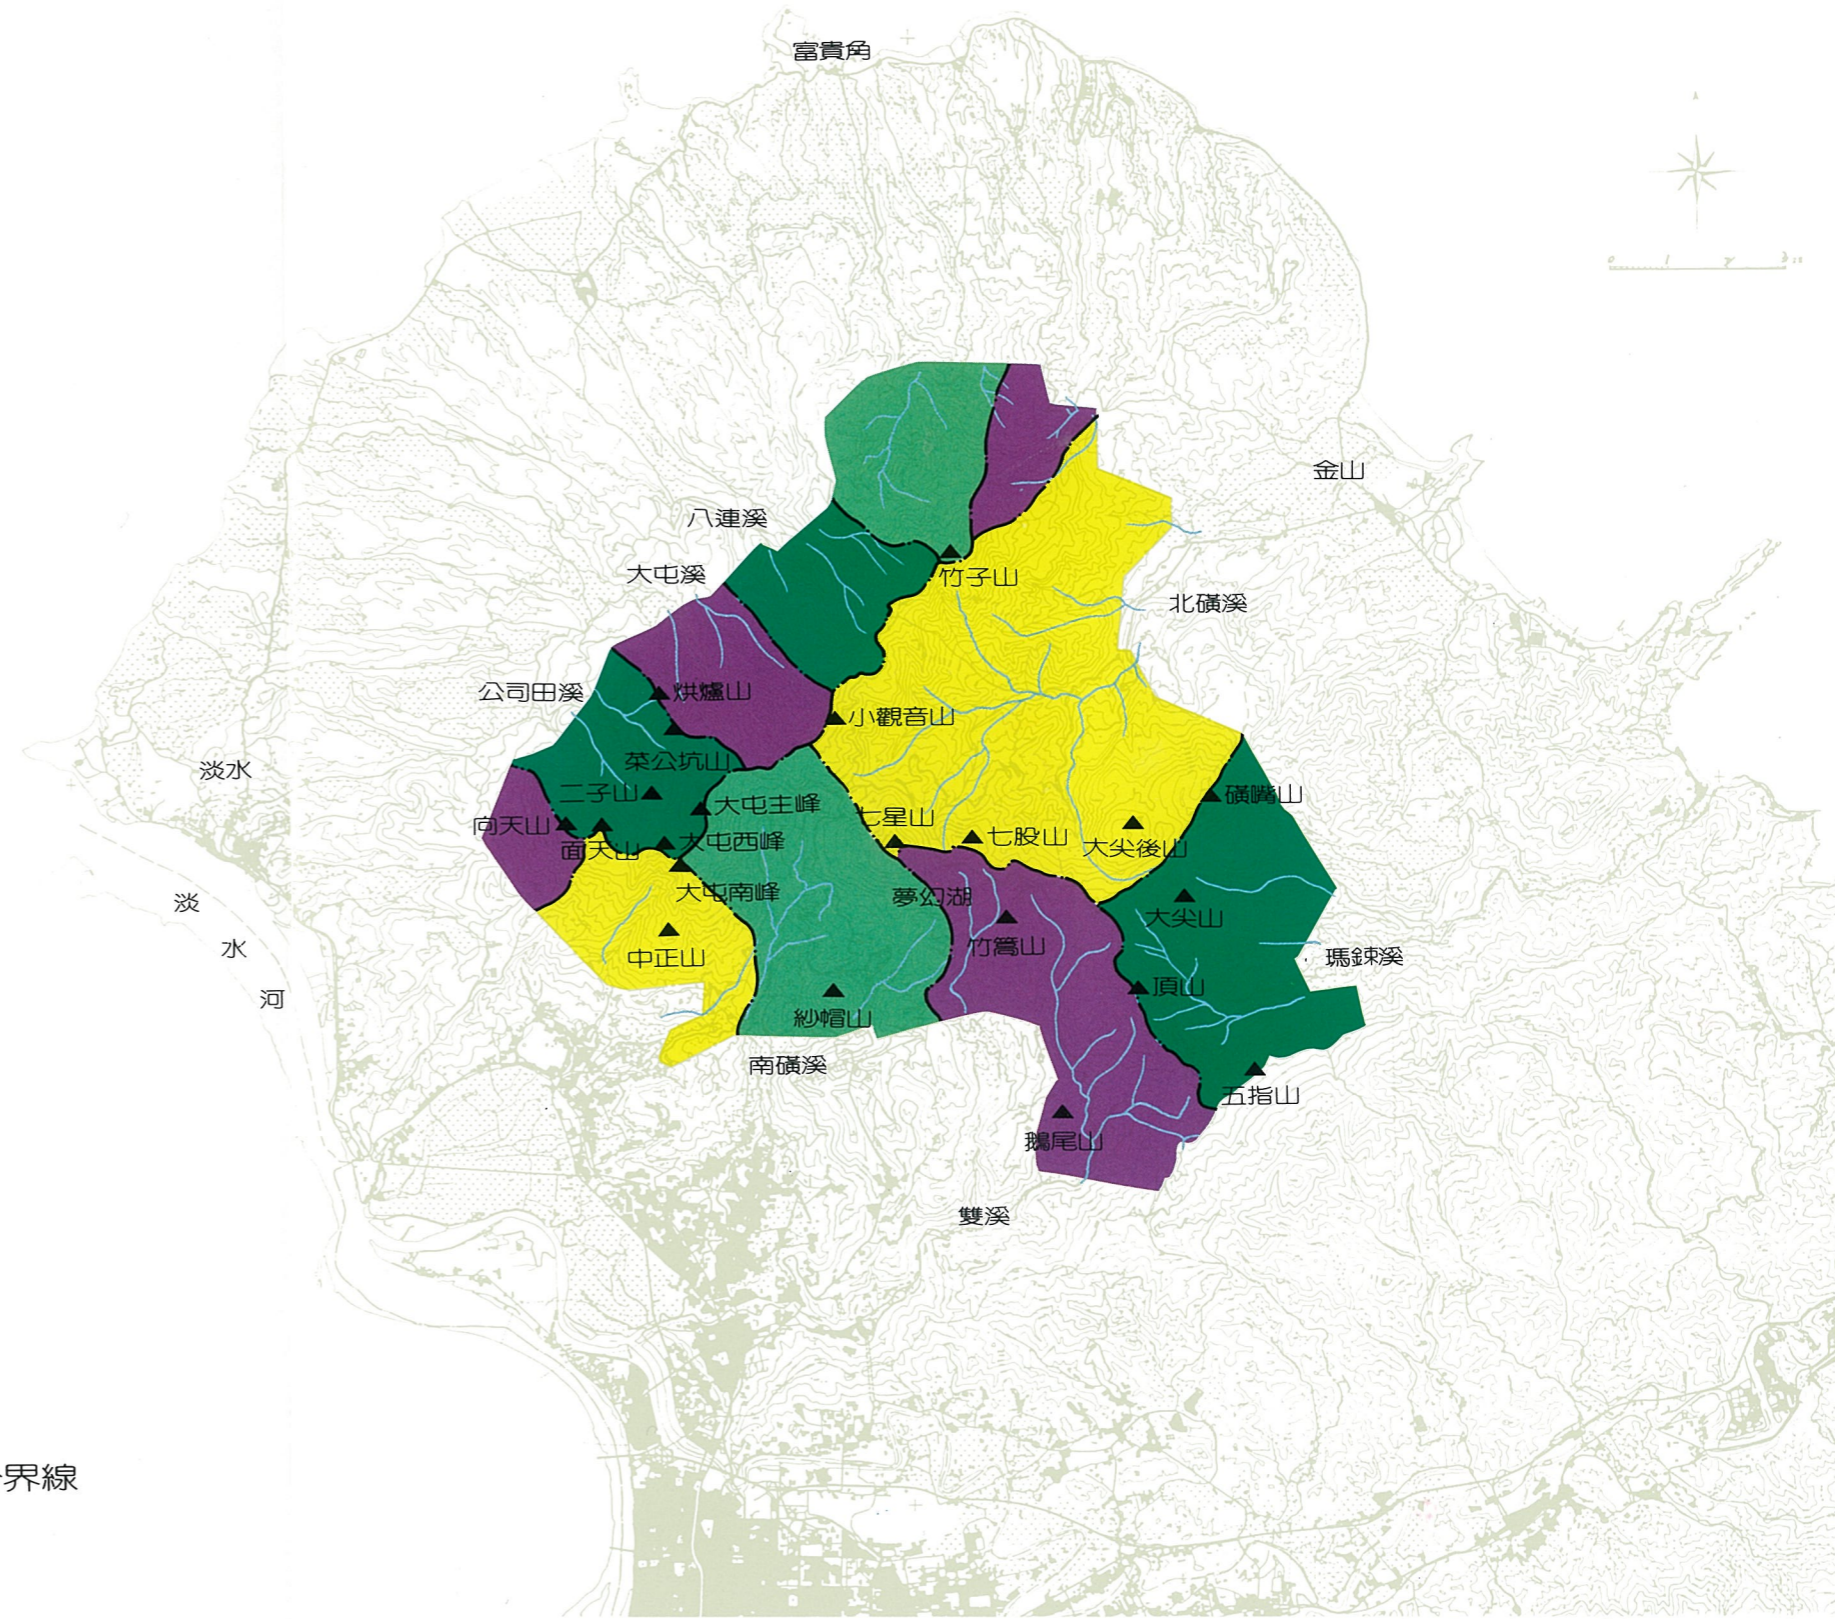 富貴角
金山
八連溪
大屯溪
竹子山
北磺溪
公司田溪
烘爐山
小觀音山
菜公坑山
淡水
二子山
大屯主峰
磺嘴山
向天山
七星山
面天山
大屯西峰
七股山
大尖後山
大屯南峰
夢幻湖
淡水河
大尖山
中正山
竹篙山
瑪鋉溪
頂山
紗帽山
南磺溪
五指山
鵝尾山
雙溪
界線
0 1 2